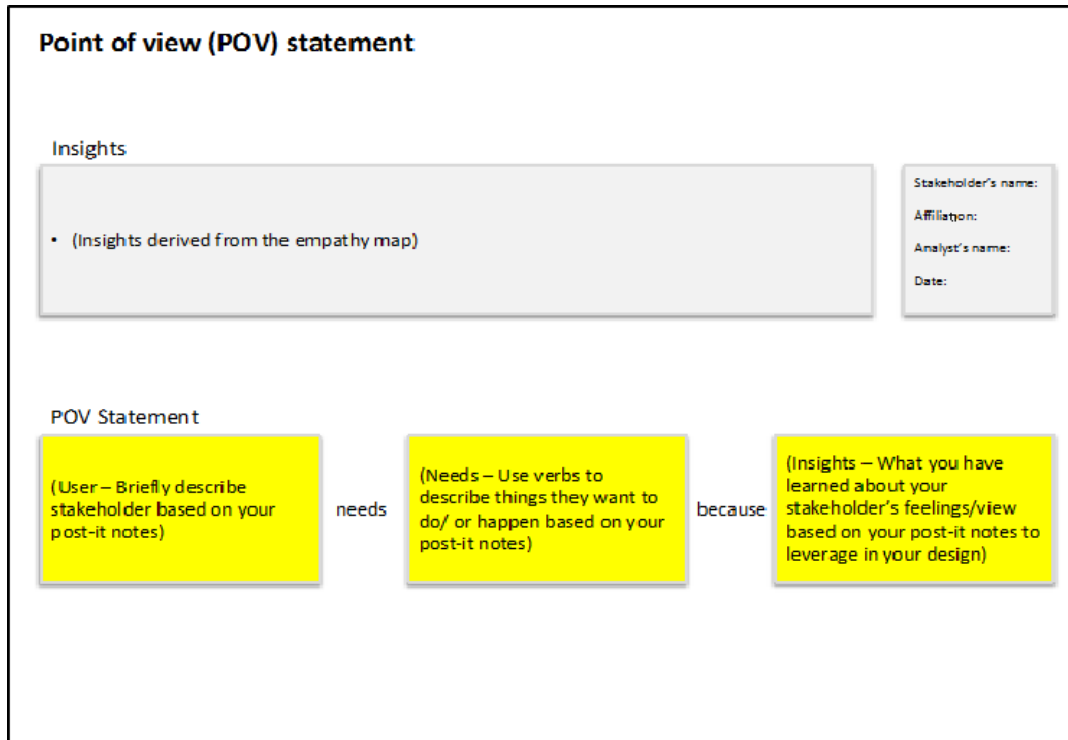 Point of view (POV) statement
Insights
• (Insights derived from the empathy map)
Stakeholder's name:
Affiliation:
Analyst's name:
Date:
POV Statement
(User – Briefly describe
stakeholder based on your
post-it notes)
needs
(Needs – Use verbs to
describe things they want to
do/ or happen based on your
post-it notes)
because
(Insights – What you have
learned about your
stakeholder's feelings/view
based on your post-it notes to
leverage in your design)